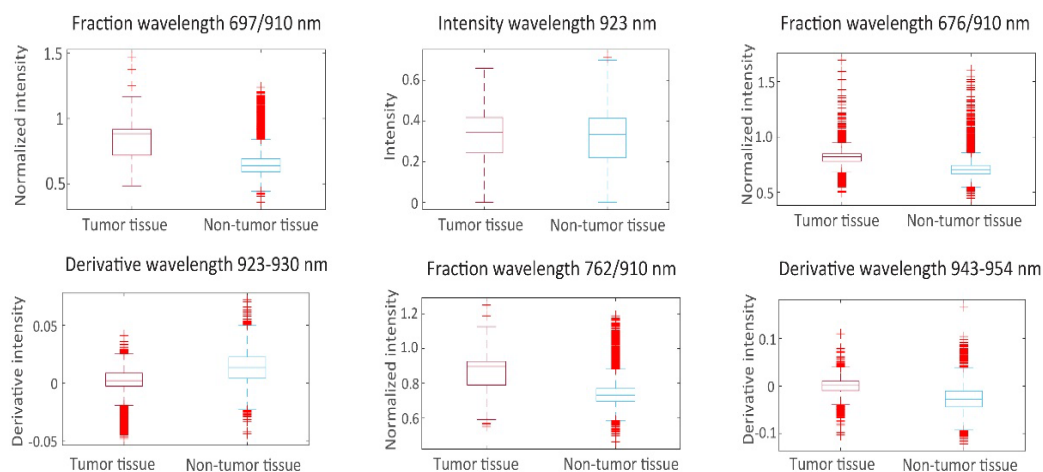 Fraction wavelength 697/910 nm
Normalized intensity
1.5
1
0.5
Tumor tissue Non-tumor tissue
Intensity wavelength 923 nm
Intensity
0.6
0.4
0.2
0
Tumor tissue Non-tumor tissue
Fraction wavelength 676/910 nm
Normalized intensity
1.5
1.0
0.5
Tumor tissue Non-tumor tissue
Derivative wavelength 923-930 nm
Derivative intensity
0.05
0
-0.05
Tumor tissue Non-tumor tissue
Fraction wavelength 762/910 nm
Normalized intensity
1.2
1.0
0.8
0.6
Tumor tissue Non-tumor tissue
Derivative wavelength 943-954 nm
Derivative intensity
0.1
0
-0.1
Tumor tissue Non-tumor tissue